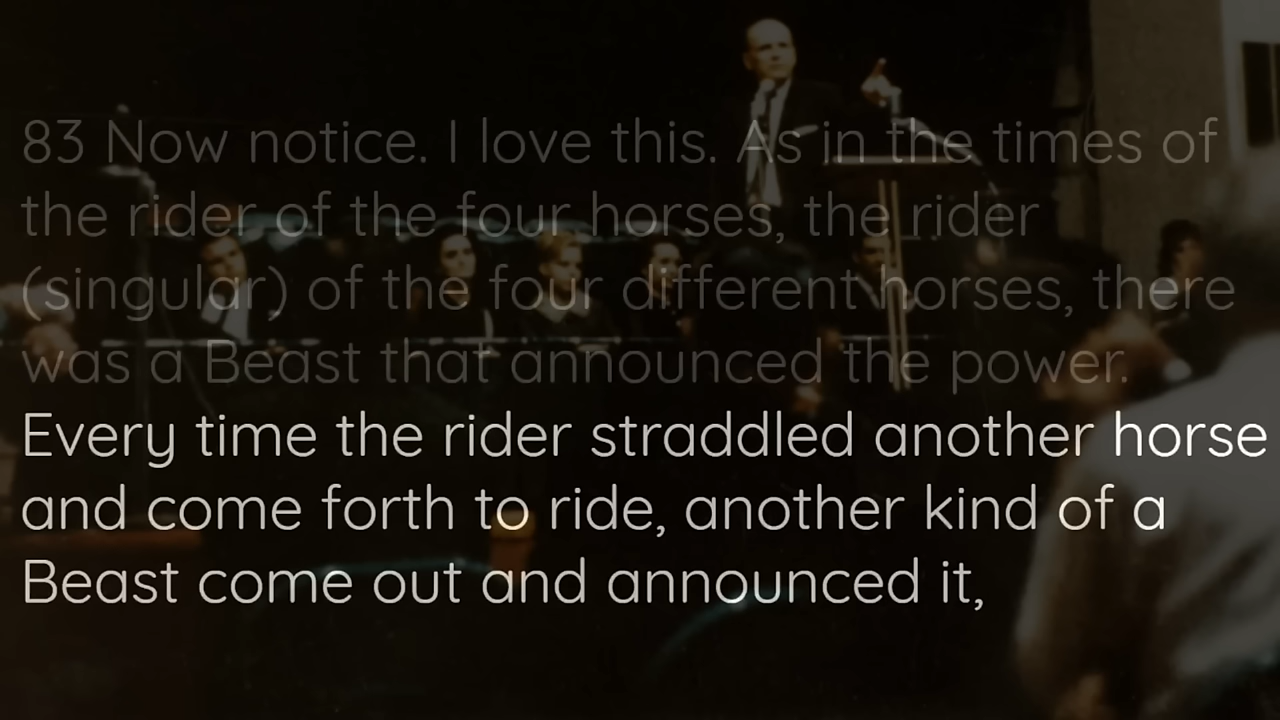 83 Now notice. I love this. As in the times of
the rider of the four horses, the rider
(singular) of the four different horses, there
was a Beast that announced the power.
Every time the rider straddled another horse
and come forth to ride, another kind of a
Beast come out and announced it,